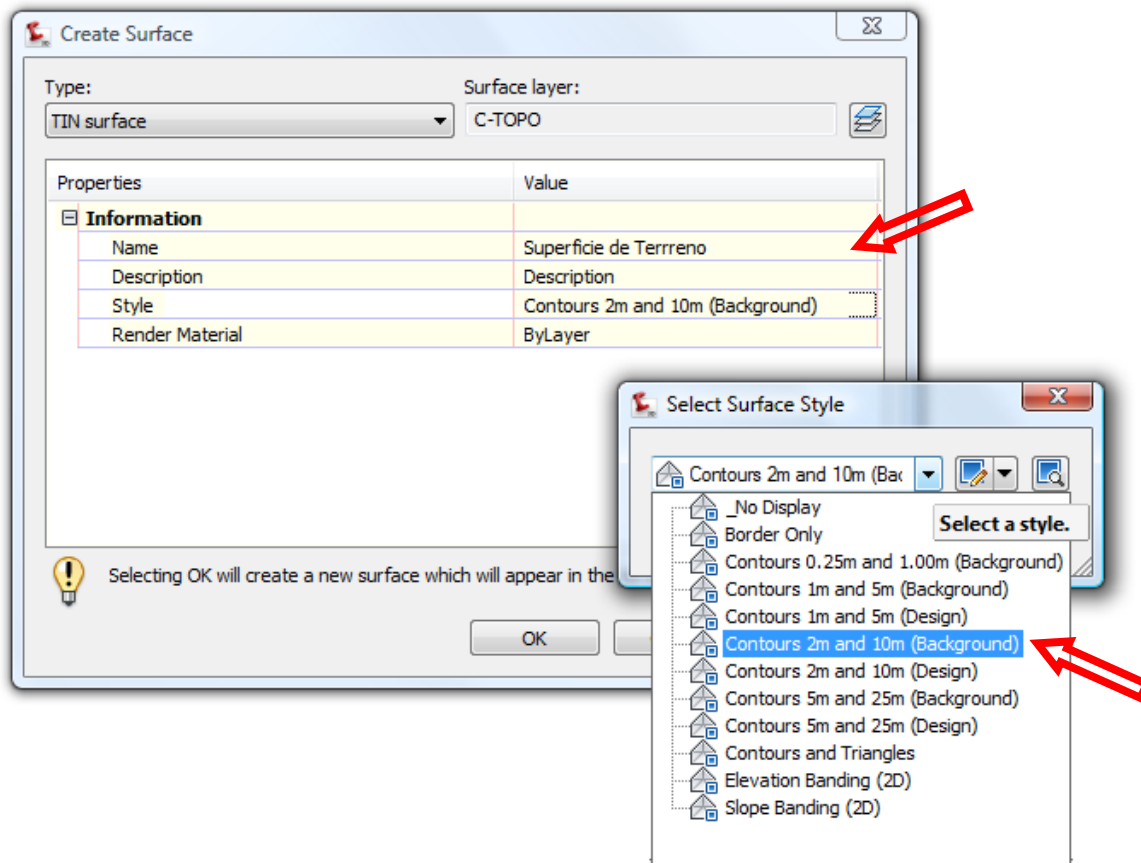 Create Surface
Type:
Surface layer:
TIN surface
C-TOPO
Properties Value
Information
Name Superficie de Terrreno
Description Description
Style Contours 2m and 10m (Background)
Render Material ByLayer
Selecting OK will create a new surface which will appear in the
OK
Select Surface Style
Contours 2m and 10m (Bac
Select a style.
_No Display
Border Only
Contours 0.25m and 1.00m (Background)
Contours 1m and 5m (Background)
Contours 1m and 5m (Design)
Contours 2m and 10m (Background)
Contours 2m and 10m (Design)
Contours 5m and 25m (Background)
Contours 5m and 25m (Design)
Contours and Triangles
Elevation Banding (2D)
Slope Banding (2D)